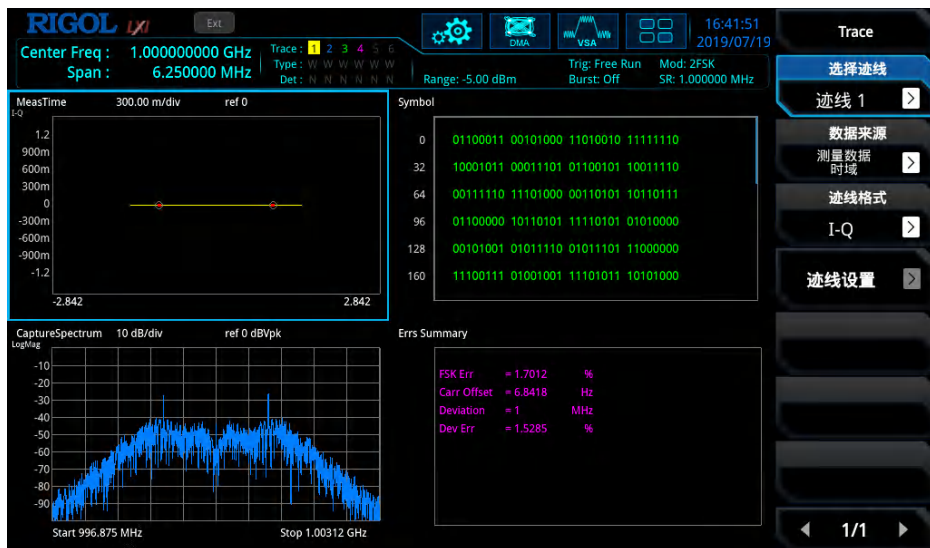 RIGOL LXI Ext
Center Freq : 1.000000000 GHz
Span : 6.250000 MHz
Trace : 1 2 3 4 5 6
Type : W W W W W W
Det : N N N N N N
DMA
VSA
16:41:51
2019/07/19
Range: -5.00 dBm
Trig: Free Run
Burst: Off
Mod: 2FSK
SR: 1.000000 MHz
MeasTime 300.00 m/div ref 0
I-Q
1.2
900m
600m
300m
0
-300m
-600m
-900m
-1.2
-2.842 2.842
Symbol
0 01100011 00101000 11010010 11111110
32 10001011 00011101 01100101 10011110
64 00111110 11101000 00110101 10110111
96 01100000 10110101 11110101 01010000
128 00101001 01011110 01011101 11000000
160 11100111 01001001 11101011 10101000
CaptureSpectrum 10 dB/div ref 0 dBVpk
LogMag
-10
-20
-30
-40
-50
-60
-70
-80
-90
Start 996.875 MHz Stop 1.00312 GHz
Errs Summary
FSK Err = 1.7012 %
Carr Offset = 6.8418 Hz
Deviation = 1 MHz
Dev Err = 1.5285 %
Trace
选择迹线
迹线 1
数据来源
测量数据
时域
迹线格式
I-Q
迹线设置
1/1